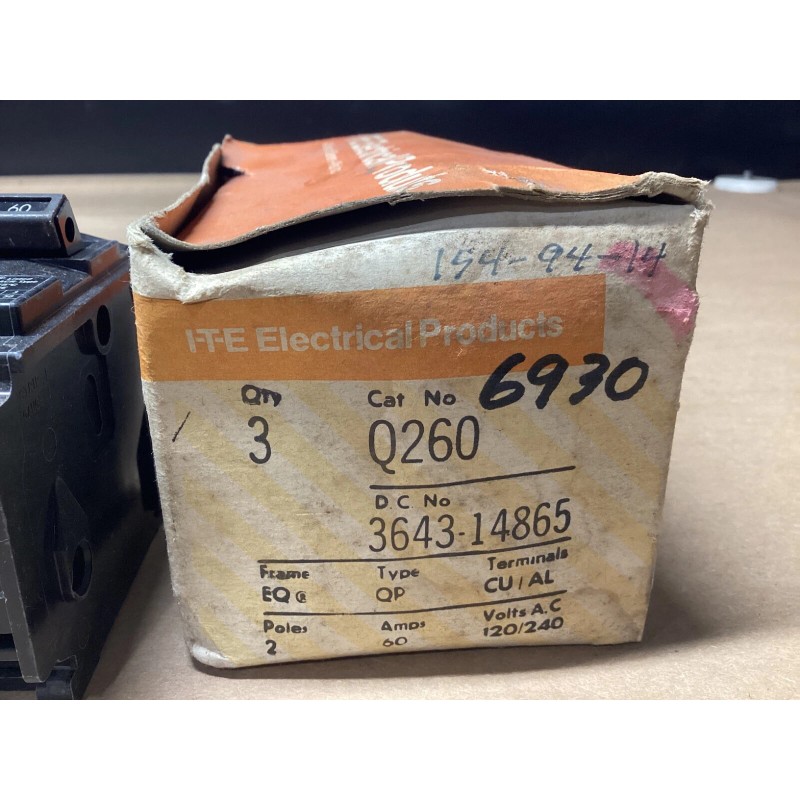 60
154-94-14
I-T-E Electrical Products
6930
Qty Cat No
3 Q260
D.C No
3643-14865
Frame Type Terminals
EQ QP CU/AL
Poles Amps Volts A.C
2 60 120/240